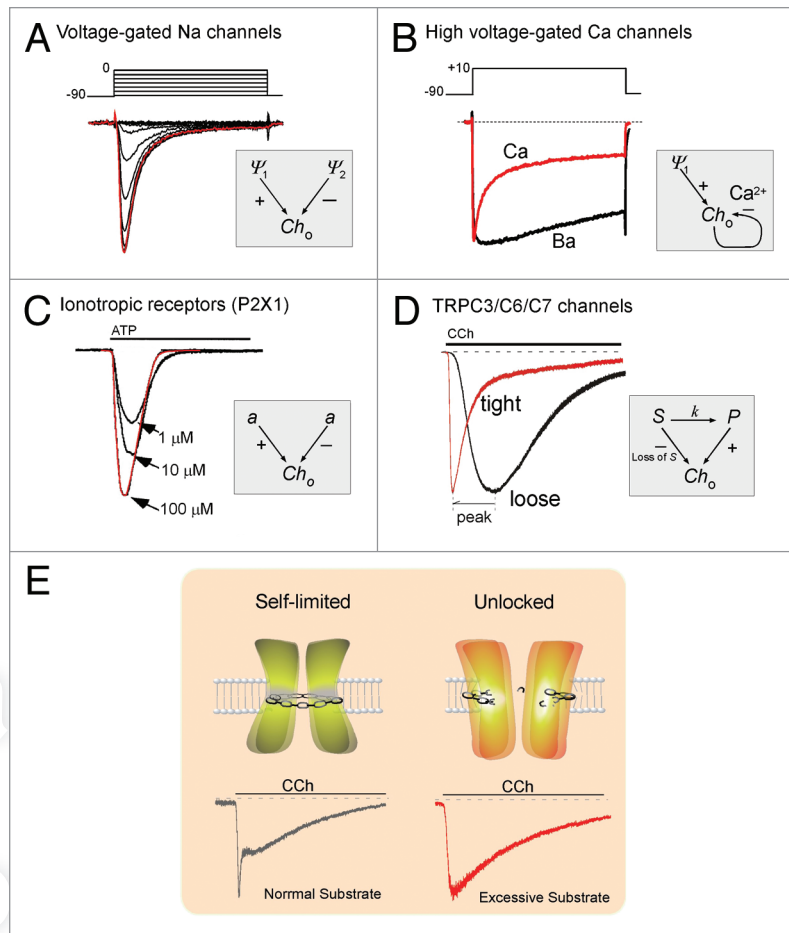 A Voltage-gated Na channels
0
-90
Ψ1 Ψ2
+ –
Cho
B High voltage-gated Ca channels
+10
-90
Ca
Ba
Ψ1
+ Ca2+
–
Cho
C Ionotropic receptors (P2X1)
ATP
1 µM
10 µM
100 µM
a a
+ –
Cho
D TRPC3/C6/C7 channels
CCh
tight
loose
peak
S k P
– +
Loss of S
Cho
E
Self-limited Unlocked
CCh CCh
Norrmal Substrate Excessive Substrate